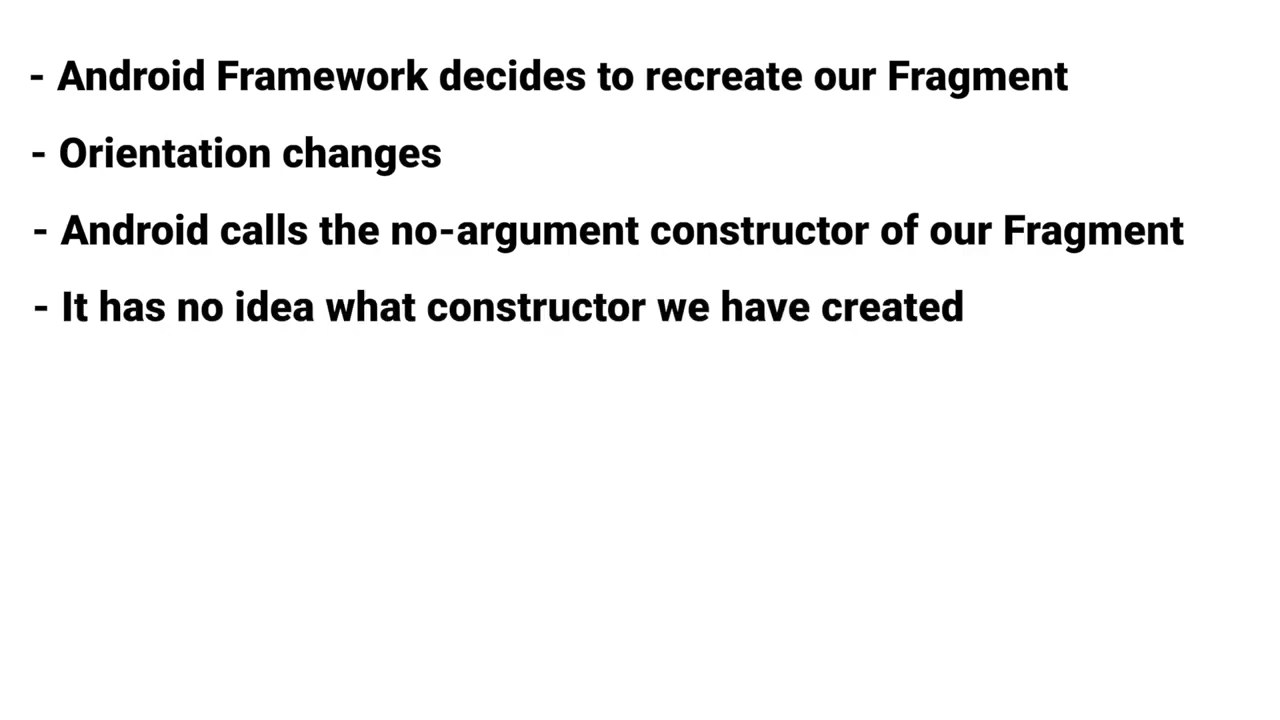 - Android Framework decides to recreate our Fragment
- Orientation changes
- Android calls the no-argument constructor of our Fragment
- It has no idea what constructor we have created